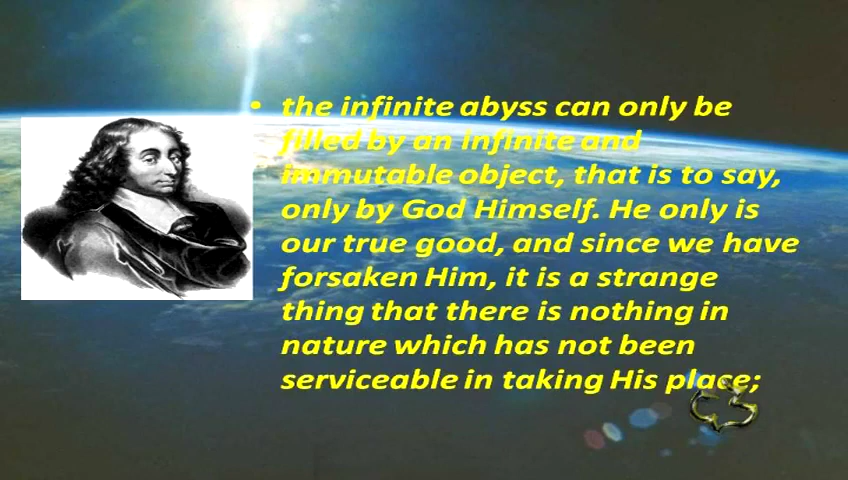 • the infinite abyss can only be
filled by an infinite and
immutable object, that is to say,
only by God Himself. He only is
our true good, and since we have
forsaken Him, it is a strange
thing that there is nothing in
nature which has not been
serviceable in taking His place;